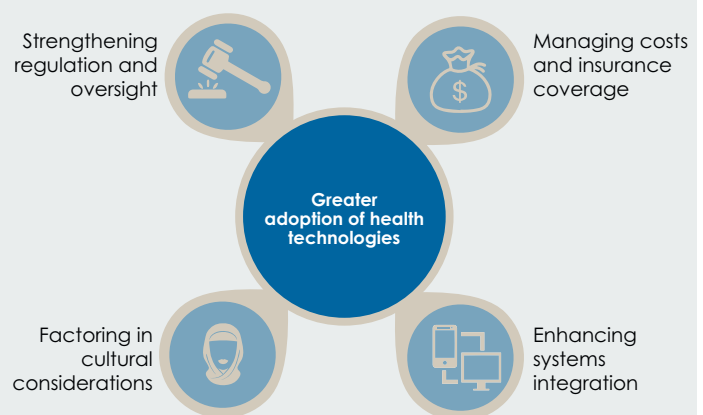 Strengthening
regulation and
oversight
Managing costs
and insurance
coverage
$
Greater
adoption of health
technologies
Factoring in
cultural
considerations
Enhancing
systems
integration